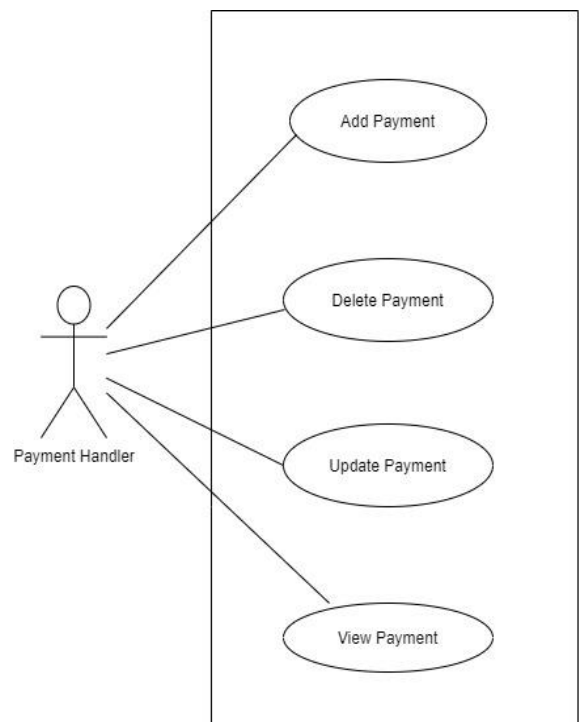 Add Payment
Delete Payment
Payment Handler
Update Payment
View Payment